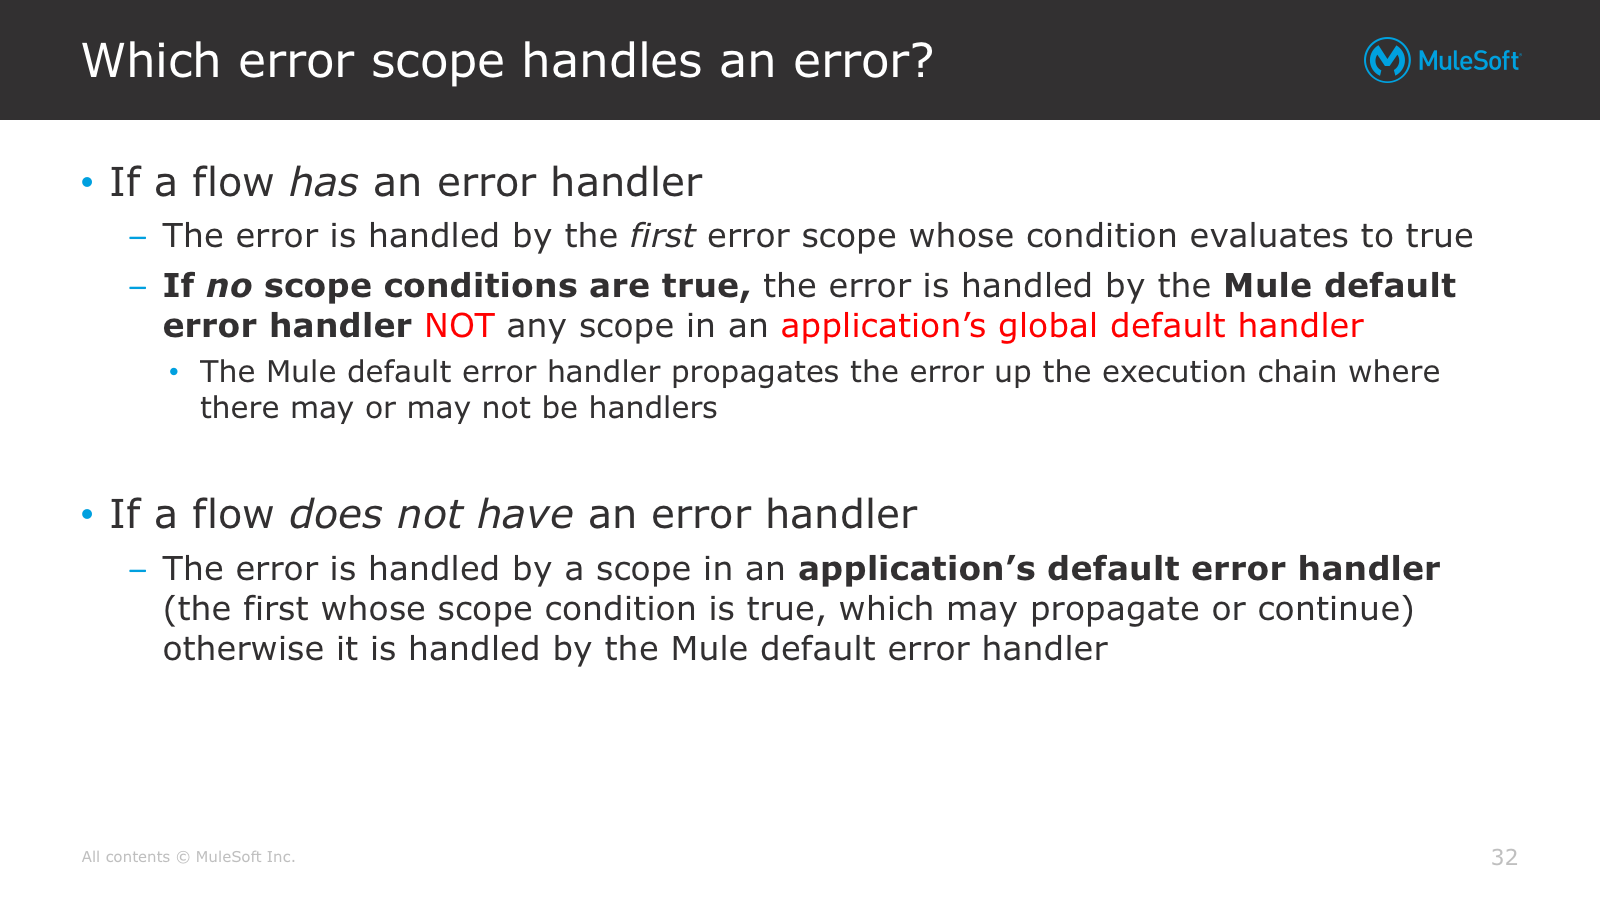 Which error scope handles an error?
MuleSoft
• If a flow has an error handler
– The error is handled by the first error scope whose condition evaluates to true
– If no scope conditions are true, the error is handled by the Mule default
error handler NOT any scope in an application’s global default handler
• The Mule default error handler propagates the error up the execution chain where
there may or may not be handlers
• If a flow does not have an error handler
– The error is handled by a scope in an application’s default error handler
(the first whose scope condition is true, which may propagate or continue)
otherwise it is handled by the Mule default error handler
All contents © MuleSoft Inc.
32